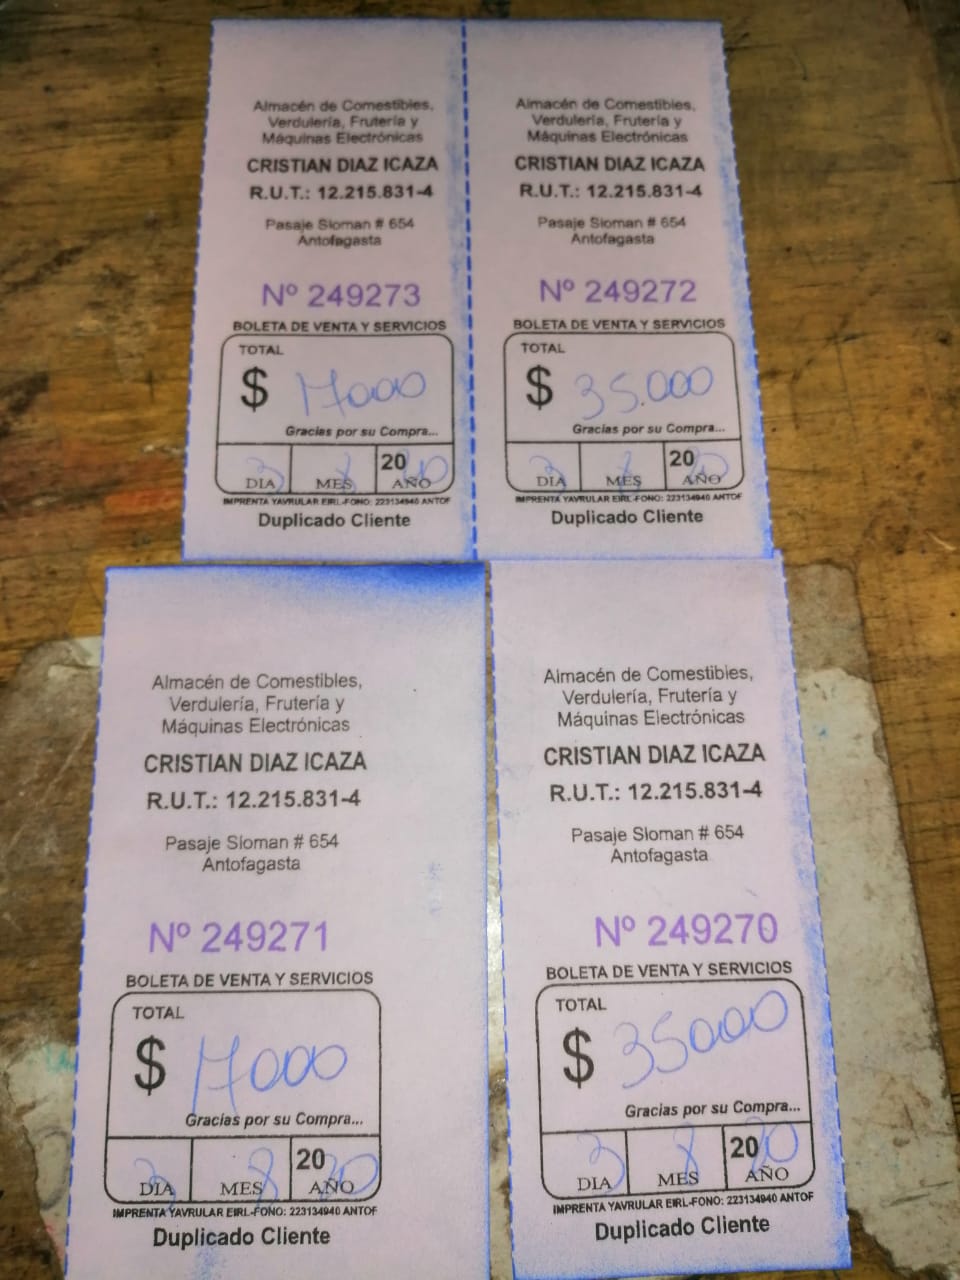 Almacén de Comestibles,
Verdulería, Frutería y
Máquinas Electrónicas
CRISTIAN DIAZ ICAZA
R.U.T.: 12.215.831-4
Pasaje Sloman # 654
Antofagasta
Nº 249273
BOLETA DE VENTA Y SERVICIOS
TOTAL
$ 17000
Gracias por su Compra...
3 8 20 20
DIA MES AÑO
IMPRENTA YAVRULAR EIRL-FONO: 223134940 ANTOF
Duplicado Cliente
Almacén de Comestibles,
Verdulería, Frutería y
Máquinas Electrónicas
CRISTIAN DIAZ ICAZA
R.U.T.: 12.215.831-4
Pasaje Sloman # 654
Antofagasta
Nº 249272
BOLETA DE VENTA Y SERVICIOS
TOTAL
$ 35.000
Gracias por su Compra...
3 8 20 20
DIA MES AÑO
IMPRENTA YAVRULAR EIRL-FONO: 223134940 ANTOF
Duplicado Cliente
Almacén de Comestibles,
Verdulería, Frutería y
Máquinas Electrónicas
CRISTIAN DIAZ ICAZA
R.U.T.: 12.215.831-4
Pasaje Sloman # 654
Antofagasta
Nº 249271
BOLETA DE VENTA Y SERVICIOS
TOTAL
$ 17000
Gracias por su Compra...
3 8 20 20
DIA MES AÑO
IMPRENTA YAVRULAR EIRL-FONO: 223134940 ANTOF
Duplicado Cliente
Almacén de Comestibles,
Verdulería, Frutería y
Máquinas Electrónicas
CRISTIAN DIAZ ICAZA
R.U.T.: 12.215.831-4
Pasaje Sloman # 654
Antofagasta
Nº 249270
BOLETA DE VENTA Y SERVICIOS
TOTAL
$ 35000
Gracias por su Compra...
3 8 20 20
DIA MES AÑO
IMPRENTA YAVRULAR EIRL-FONO: 223134940 ANTOF
Duplicado Cliente